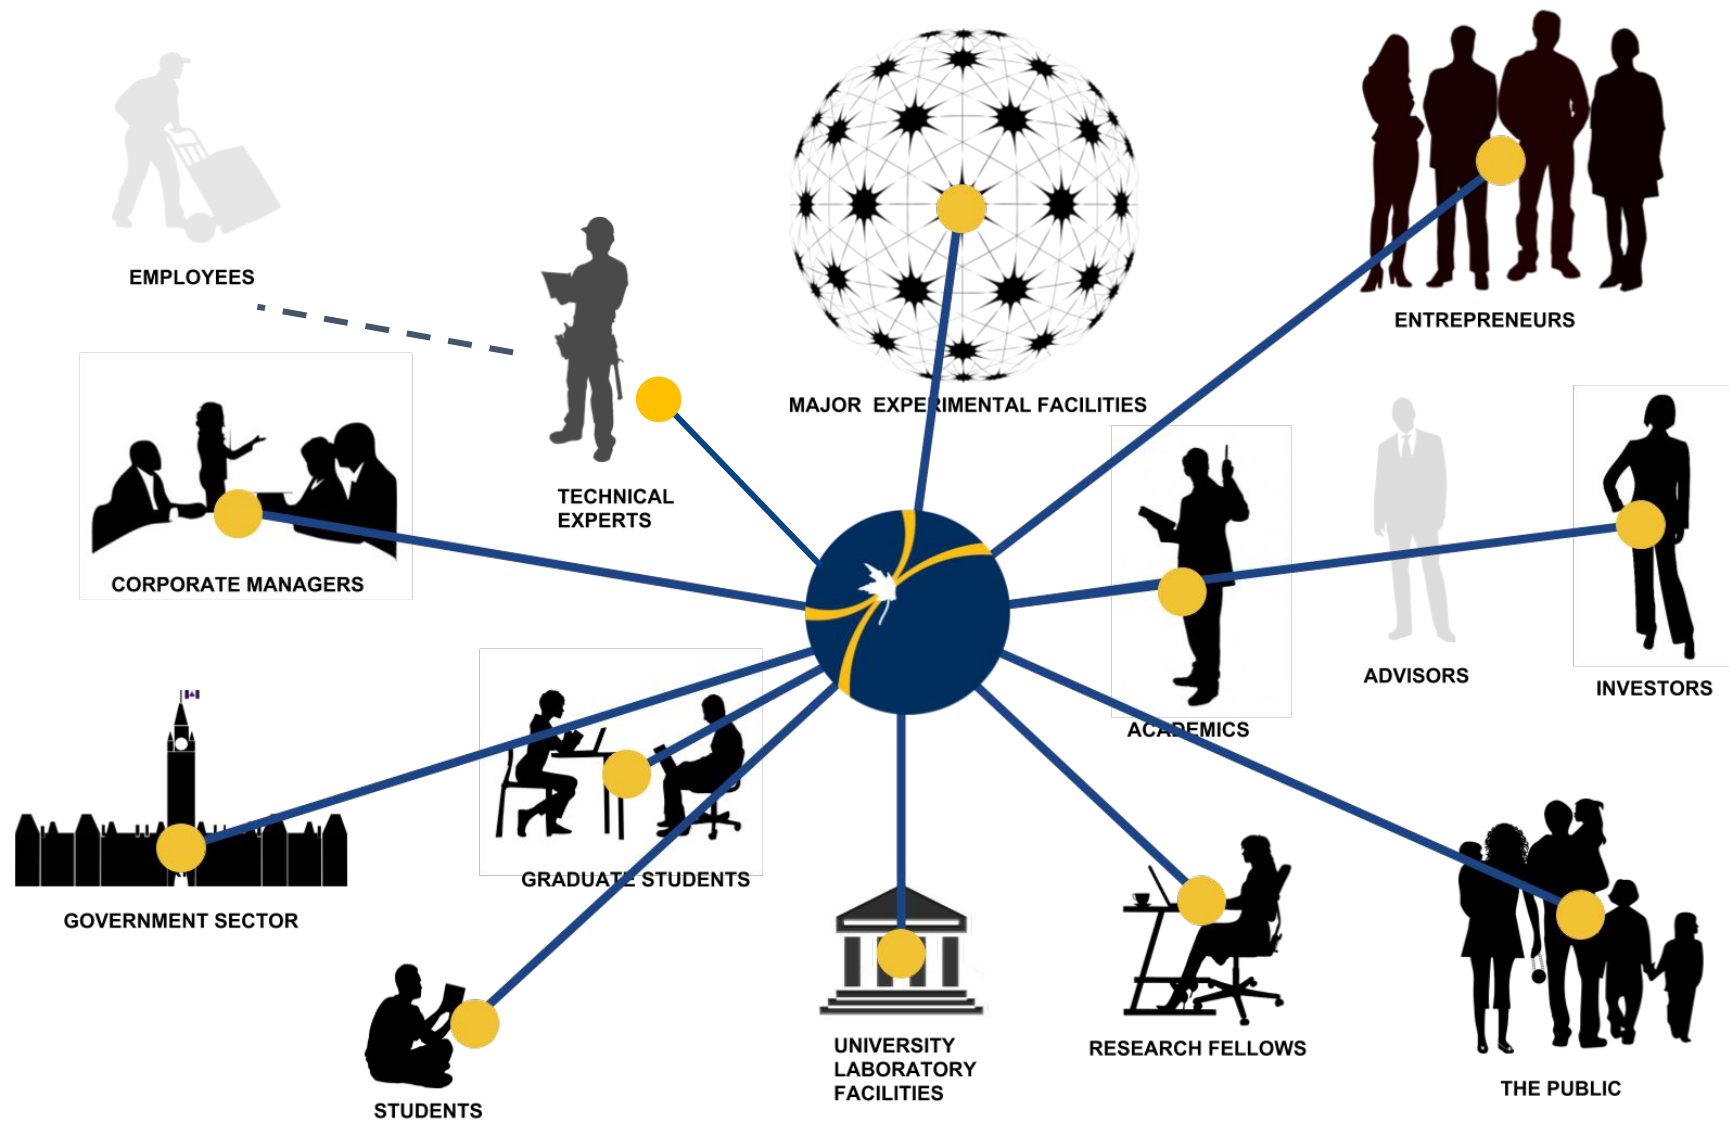 EMPLOYEES
MAJOR EXPERIMENTAL FACILITIES
ENTREPRENEURS
TECHNICAL
EXPERTS
CORPORATE MANAGERS
ACADEMICS
ADVISORS
INVESTORS
GOVERNMENT SECTOR
GRADUATE STUDENTS
STUDENTS
UNIVERSITY
LABORATORY
FACILITIES
RESEARCH FELLOWS
THE PUBLIC